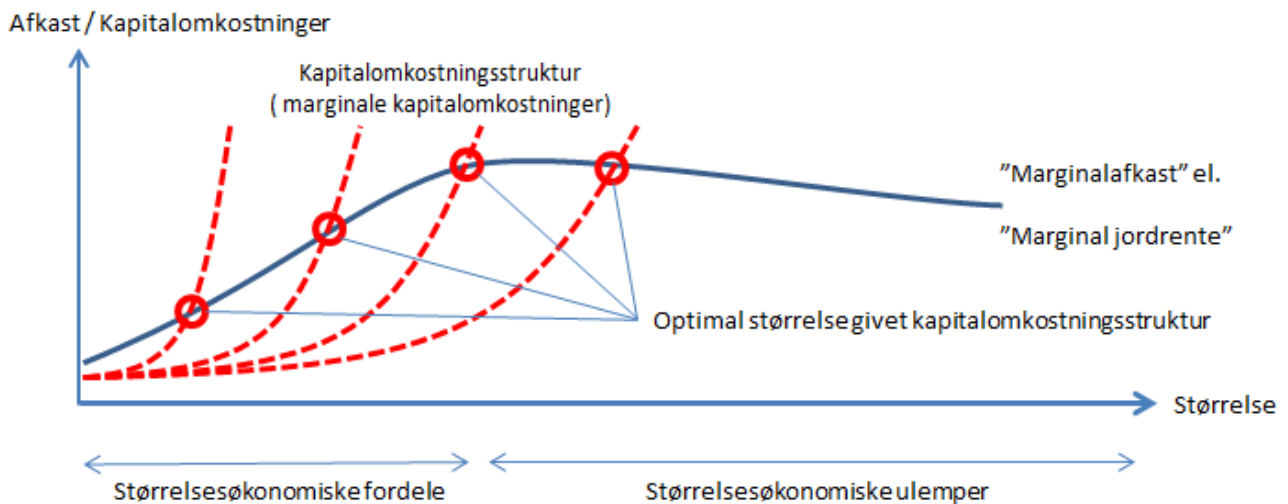 Afkast / Kapitalomkostninger
Kapitalomkostningsstruktur
( marginale kapitalomkostninger)
"Marginalafkast" el.
"Marginal jordrente"
Optimal størrelse givet kapitalomkostningsstruktur
Størrelse
Størrelsesøkonomiske fordele
Størrelsesøkonomiske ulemper